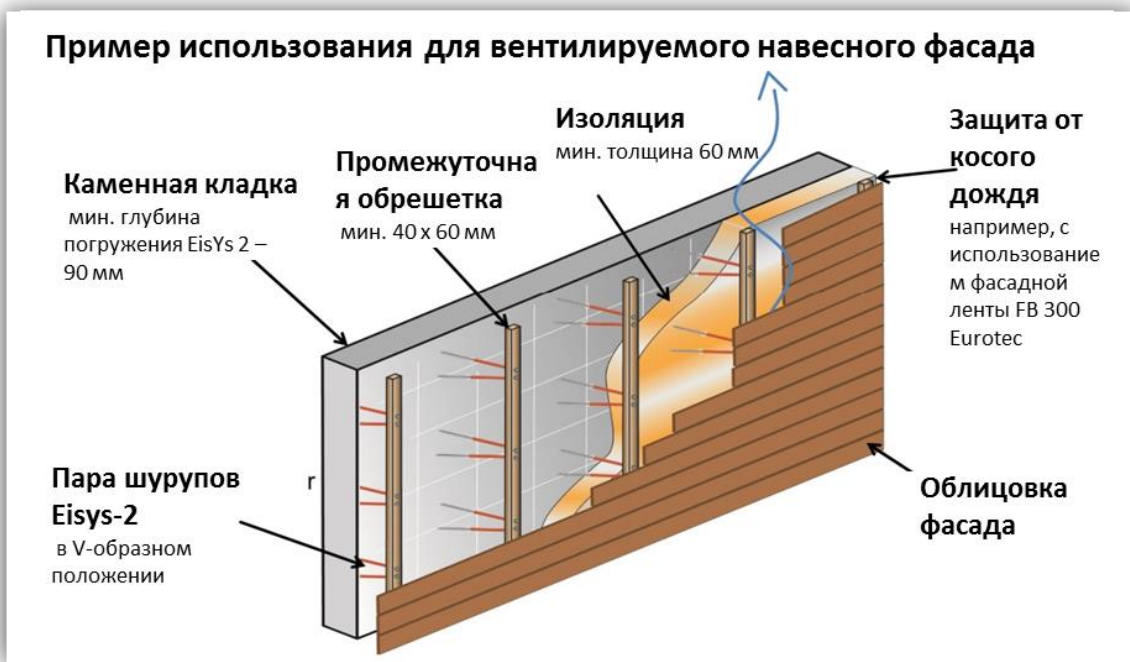 Пример использования для вентилируемого навесного фасада
Каменная кладка
мин. глубина
погружения EisYs 2 –
90 мм
Промежуточна
я обрешетка
мин. 40 х 60 мм
Изоляция
мин. толщина 60 мм
Защита от
косого
дождя
например, с
использование
м фасадной
ленты FB 300
Eurotec
Пара шурупов
Eisys-2
в V-образном
положении
r
Облицовка
фасада